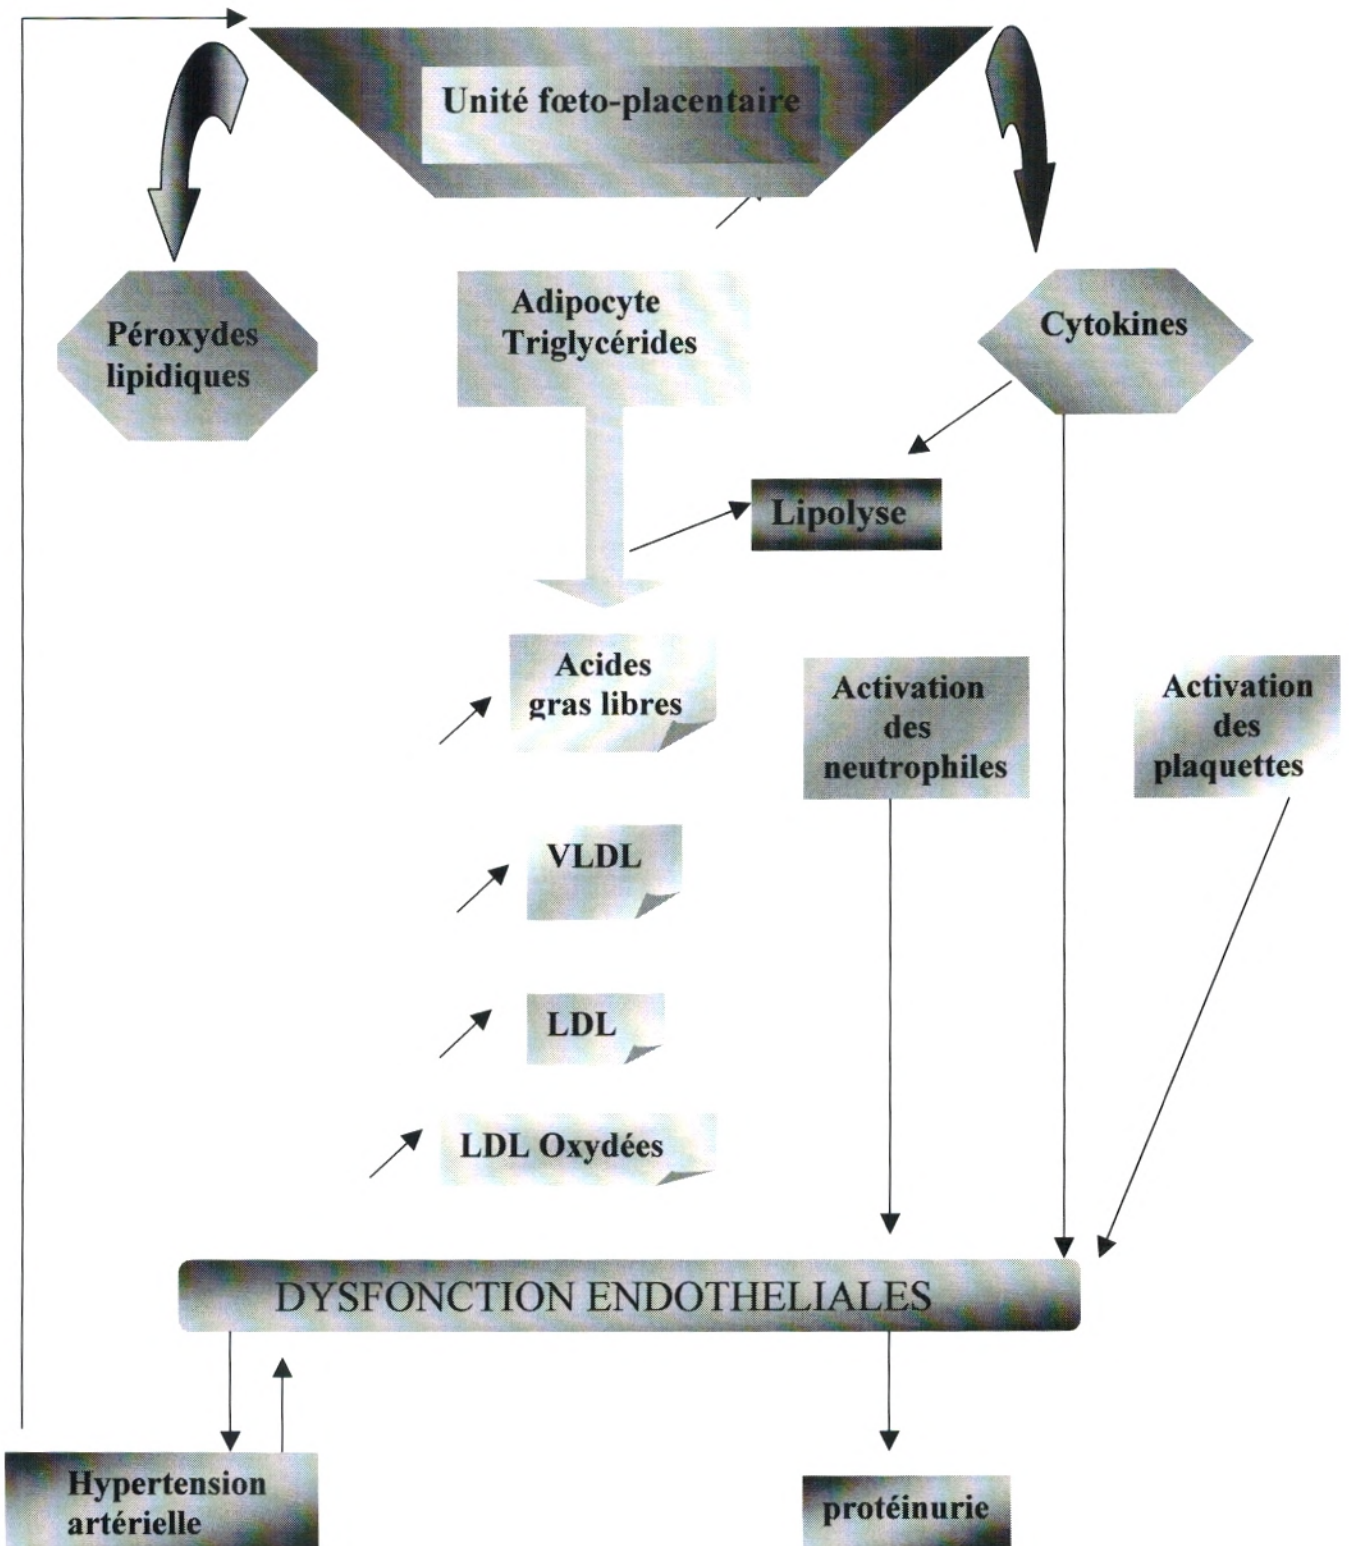 Unité fœto-placentaire
Péroxydes
lipidiques
Adipocyte
Triglycérides
Cytokines
Lipolyse
Acides
gras libres
Activation
des
neutrophiles
Activation
des
plaquettes
VLDL
LDL
LDL Oxydées
DYSFONCTION ENDOTHELIALES
Hypertension
artérielle
protéinurie